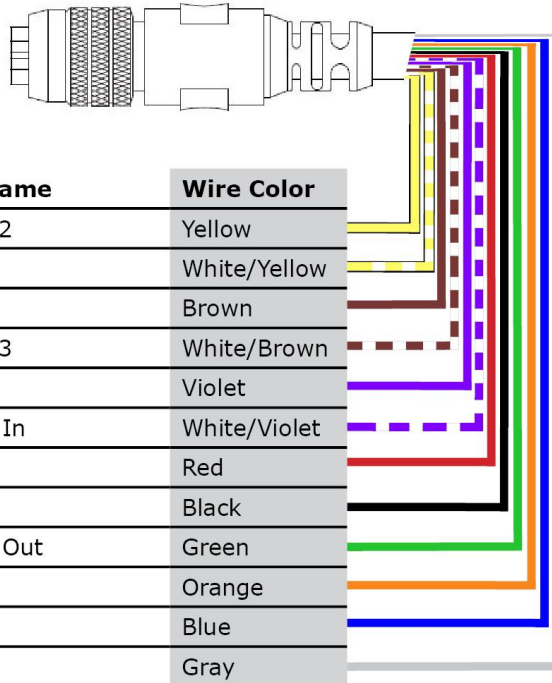 ame Wire Color
2 Yellow
White/Yellow
Brown
3 White/Brown
Violet
In White/Violet
Red
Black
Out Green
Orange
Blue
Gray